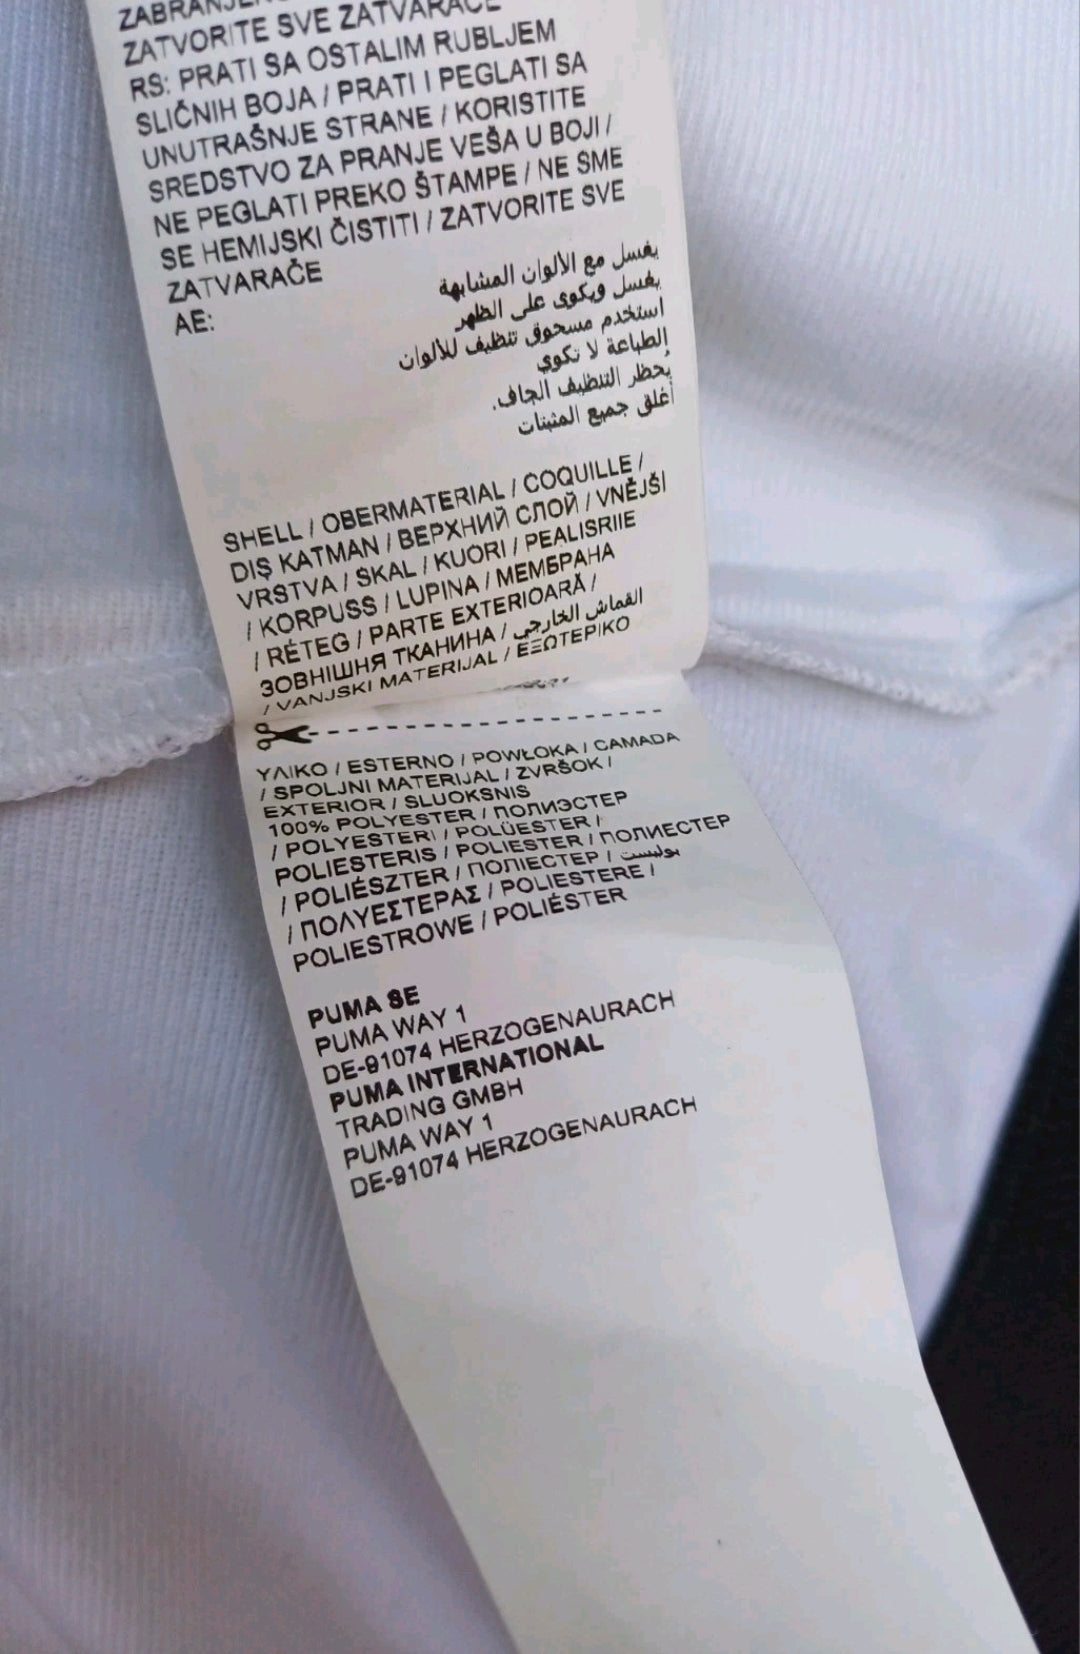 ZATVORITE SVE ZATVARAČE
RS: PRATI SA OSTALIM RUBLJEM
SLIČNIH BOJA / PRATI I PEGLATI SA
UNUTRAŠNJE STRANE / KORISTITE
SREDSTVO ZA PRANJE VEŠA U BOJI /
NE PEGLATI PREKO ŠTAMPE / NE SME
SE HEMIJSKI ČISTITI / ZATVORITE SVE
ZATVARAČE
AE:
يغسل مع الألوان المشابهة
يغسل ويكوى على الظهر
استخدم مسحوق تنظيف للألوان
الطباعة لا تكوي
يُحظر التنظيف الجاف.
أغلق جميع المثبتات
SHELL / OBERMATERIAL / COQUILLE /
DIŞ KATMAN / ВЕРХНИЙ СЛОЙ / VNĚJŠÍ
VRSTVA / SKAL / KUORI / PEALISRIIE
/ KORPUSS / LUPINA / МЕМБРАНА
/ RÉTEG / PARTE EXTERIOARĂ /
ЗОВНІШНЯ ТКАНИНА / القماش الخارجي
/ VANJSKI MATERIJAL / ΕΞΩΤΕΡΙΚΟ
ΥΛΙΚΟ / ESTERNO / POWŁOKA / CAMADA
/ SPOLJNI MATERIJAL / ZVRŠOK /
EXTERIOR / SLUOKSNIS
100% POLYESTER / ПОЛИЭСТЕР
/ POLYESTERI / POLÜESTER /
POLIESTERIS / POLIESTER / ПОЛИЕСТЕР
/ POLIÉSZTER / ПОЛІЕСТЕР / بوليستر
/ ΠΟΛΥΕΣΤΕΡΑΣ / POLIESTERE /
POLIESTROWE / POLIÉSTER
PUMA SE
PUMA WAY 1
DE-91074 HERZOGENAURACH
PUMA INTERNATIONAL
TRADING GMBH
PUMA WAY 1
DE-91074 HERZOGENAURACH